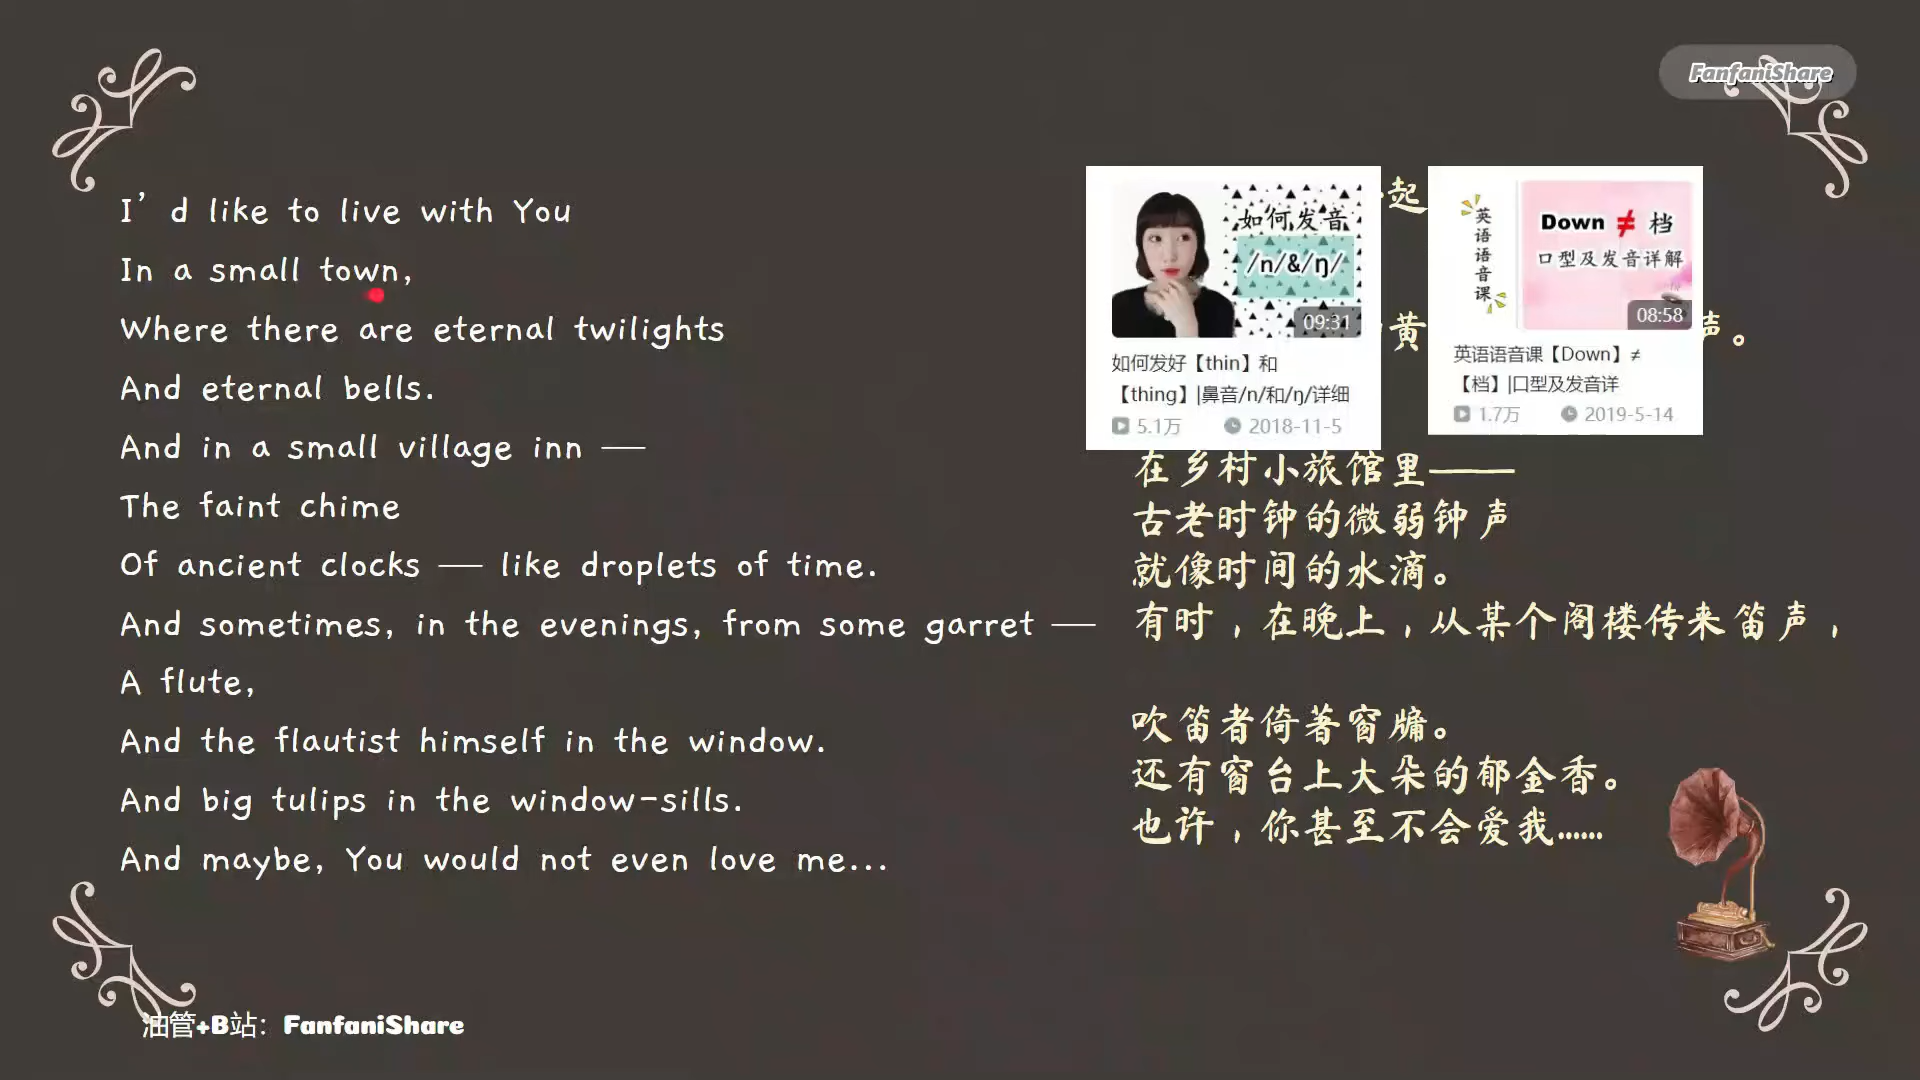 FanfaniShare
I'd like to live with You
In a small town,
Where there are eternal twilights
And eternal bells.
And in a small village inn ——
The faint chime
Of ancient clocks —— like droplets of time.
And sometimes, in the evenings, from some garret ——
A flute,
And the flautist himself in the window.
And big tulips in the window-sills.
And maybe, You would not even love me...
起
黄
声。
如何发音
/n/&/ŋ/
09:31
如何发好【thin】和
【thing】|鼻音/n/和/ŋ/详细
5.1万 2018-11-5
英语语音课
Down ≠ 档
口型及发音详解
08:58
英语语音课【Down】≠
【档】|口型及发音详
1.7万 2019-5-14
在乡村小旅馆里——
古老时钟的微弱钟声
就像时间的水滴。
有时，在晚上，从某个阁楼传来笛声，
吹笛者倚著窗牗。
还有窗台上大朵的郁金香。
也许，你甚至不会爱我……
油管+B站：FanfaniShare